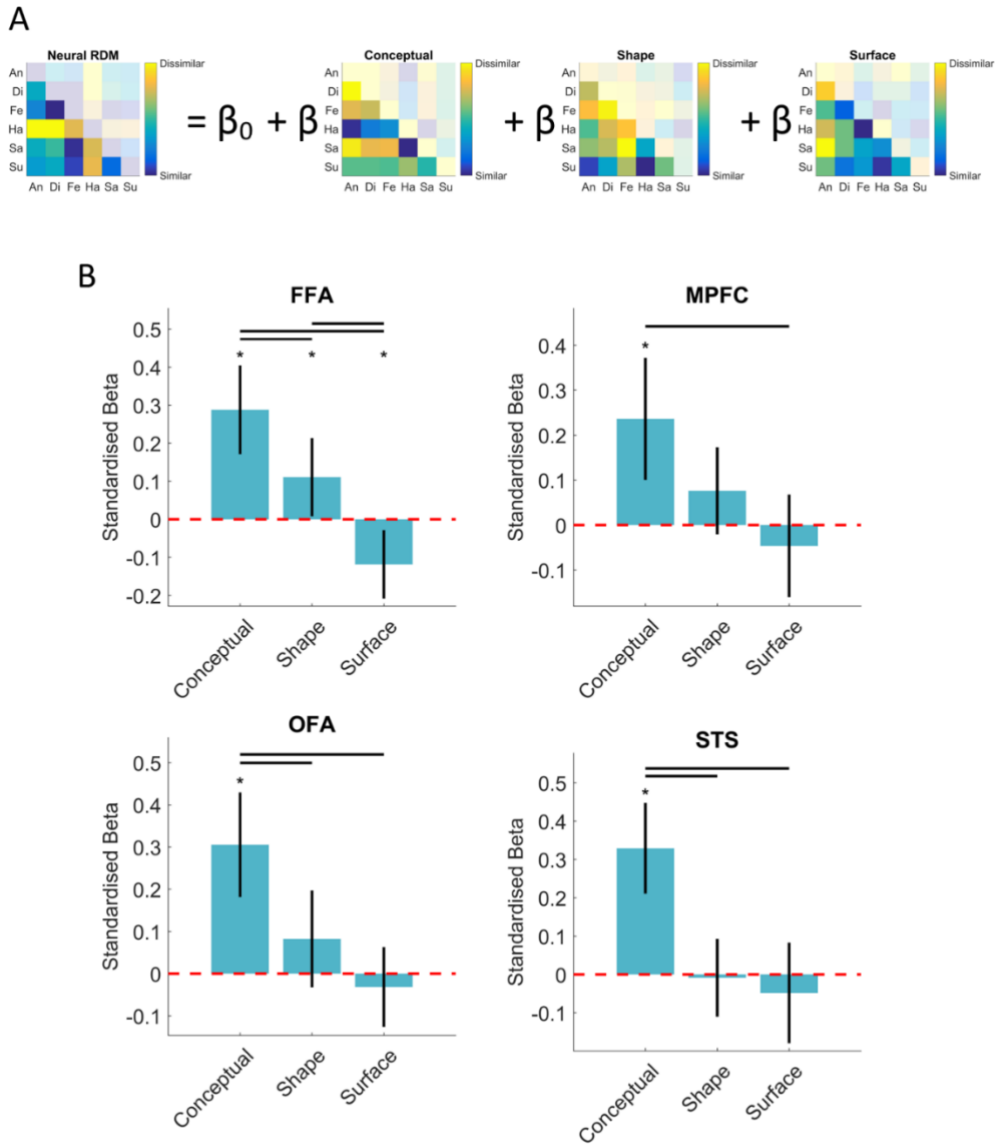 A
Neural RDM
An
Di
Fe
Ha
Sa
Su
An Di Fe Ha Sa Su
Dissimilar
Similar
= β0 + β
Conceptual
An
Di
Fe
Ha
Sa
Su
An Di Fe Ha Sa Su
Dissimilar
Similar
+ β
Shape
An
Di
Fe
Ha
Sa
Su
An Di Fe Ha Sa Su
Dissimilar
Similar
+ β
Surface
An
Di
Fe
Ha
Sa
Su
An Di Fe Ha Sa Su
Dissimilar
Similar
B
FFA
Standardised Beta
0.5
0.4
0.3
0.2
0.1
0
-0.1
-0.2
* * *
Conceptual
Shape
Surface
MPFC
Standardised Beta
0.4
0.3
0.2
0.1
0
-0.1
*
Conceptual
Shape
Surface
OFA
Standardised Beta
0.5
0.4
0.3
0.2
0.1
0
-0.1
*
Conceptual
Shape
Surface
STS
Standardised Beta
0.5
0.4
0.3
0.2
0.1
0
-0.1
*
Conceptual
Shape
Surface